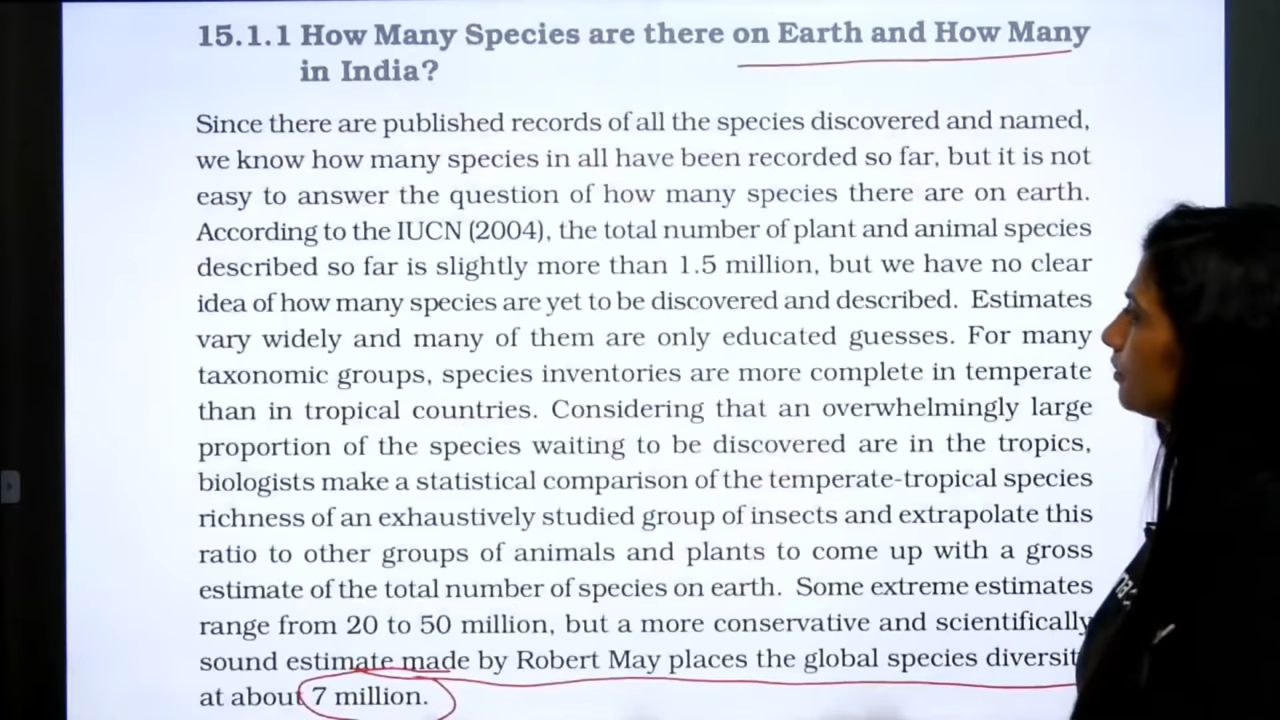 15.1.1 How Many Species are there on Earth and How Many
in India?
Since there are published records of all the species discovered and named,
we know how many species in all have been recorded so far, but it is not
easy to answer the question of how many species there are on earth.
According to the IUCN (2004), the total number of plant and animal species
described so far is slightly more than 1.5 million, but we have no clear
idea of how many species are yet to be discovered and described. Estimates
vary widely and many of them are only educated guesses. For many
taxonomic groups, species inventories are more complete in temperate
than in tropical countries. Considering that an overwhelmingly large
proportion of the species waiting to be discovered are in the tropics,
biologists make a statistical comparison of the temperate-tropical species
richness of an exhaustively studied group of insects and extrapolate this
ratio to other groups of animals and plants to come up with a gross
estimate of the total number of species on earth. Some extreme estimates
range from 20 to 50 million, but a more conservative and scientifically
sound estimate made by Robert May places the global species diversit
at about 7 million.